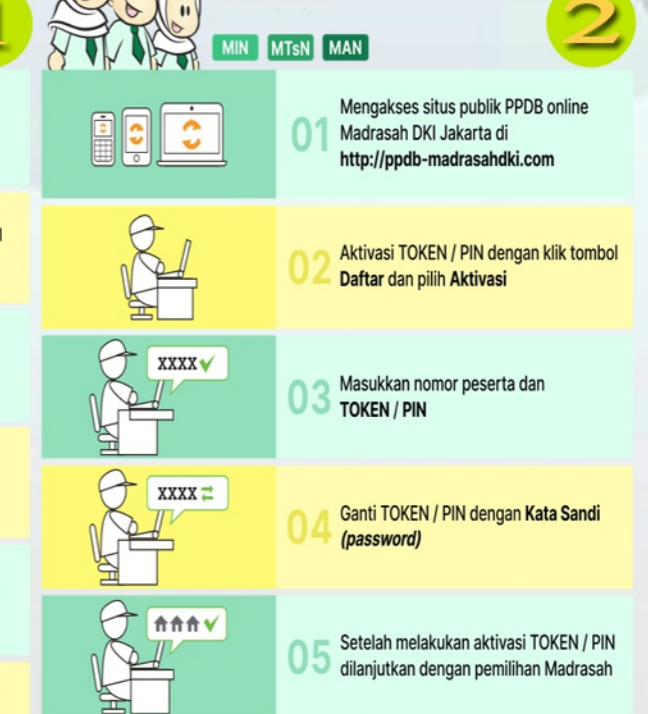 1
2
MIN MTsN MAN
01
Mengakses situs publik PPDB online
Madrasah DKI Jakarta di
http://ppdb-madrasahdki.com
02
Aktivasi TOKEN / PIN dengan klik tombol
Daftar dan pilih Aktivasi
XXXX
03
Masukkan nomor peserta dan
TOKEN / PIN
XXXX
04
Ganti TOKEN / PIN dengan Kata Sandi
(password)
05
Setelah melakukan aktivasi TOKEN / PIN
dilanjutkan dengan pemilihan Madrasah